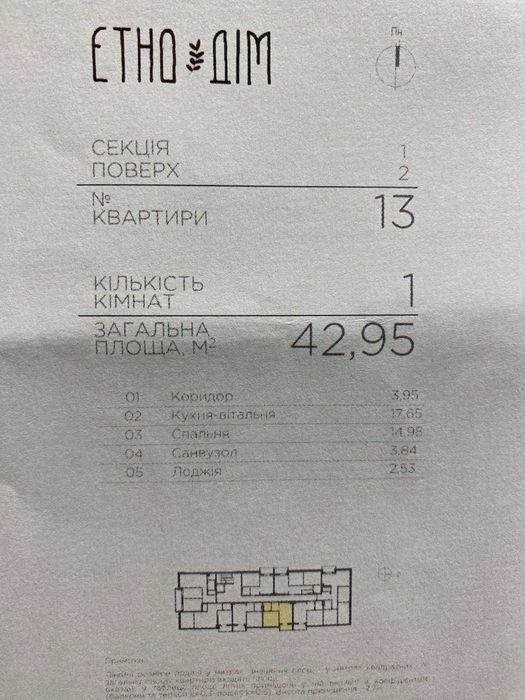 ЄТНО ДІМ
Пн
СЕКЦІЯ 1
ПОВЕРХ 2
№
КВАРТИРИ 13
КІЛЬКІСТЬ
КІМНАТ 1
ЗАГАЛЬНА
ПЛОЩА, М² 42,95
01 Коридор 3,95
02 Кухня-вітальня 17,65
03 Спальня 14,98
04 Санвузол 3,84
05 Лоджія 2,53
Примітки